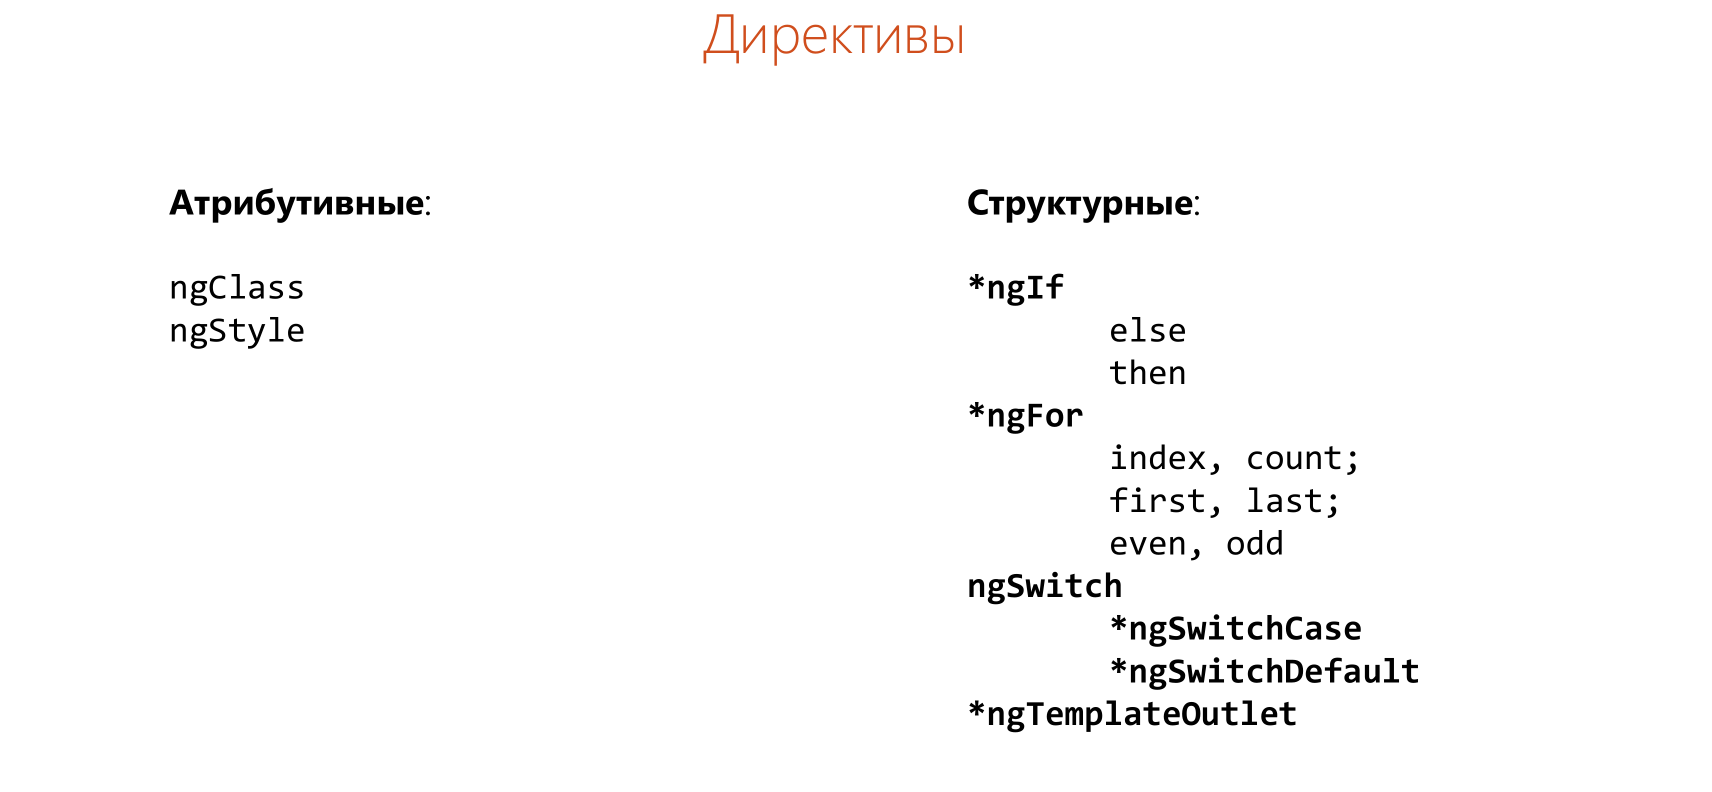 Директивы
Атрибутивные:
ngClass
ngStyle
Структурные:
*ngIf
else
then
*ngFor
index, count;
first, last;
even, odd
ngSwitch
*ngSwitchCase
*ngSwitchDefault
*ngTemplateOutlet